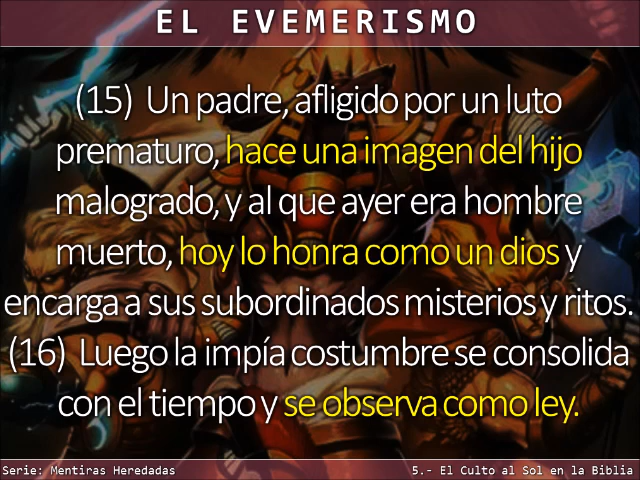 EL EVEMERISMO
(15) Un padre, afligido por un luto
prematuro, hace una imagen del hijo
malogrado, y al que ayer era hombre
muerto, hoy lo honra como un dios y
encarga a sus subordinados misterios y ritos.
(16) Luego la impía costumbre se consolida
con el tiempo y se observa como ley.
Serie: Mentiras Heredadas
5.- El Culto al Sol en la Biblia